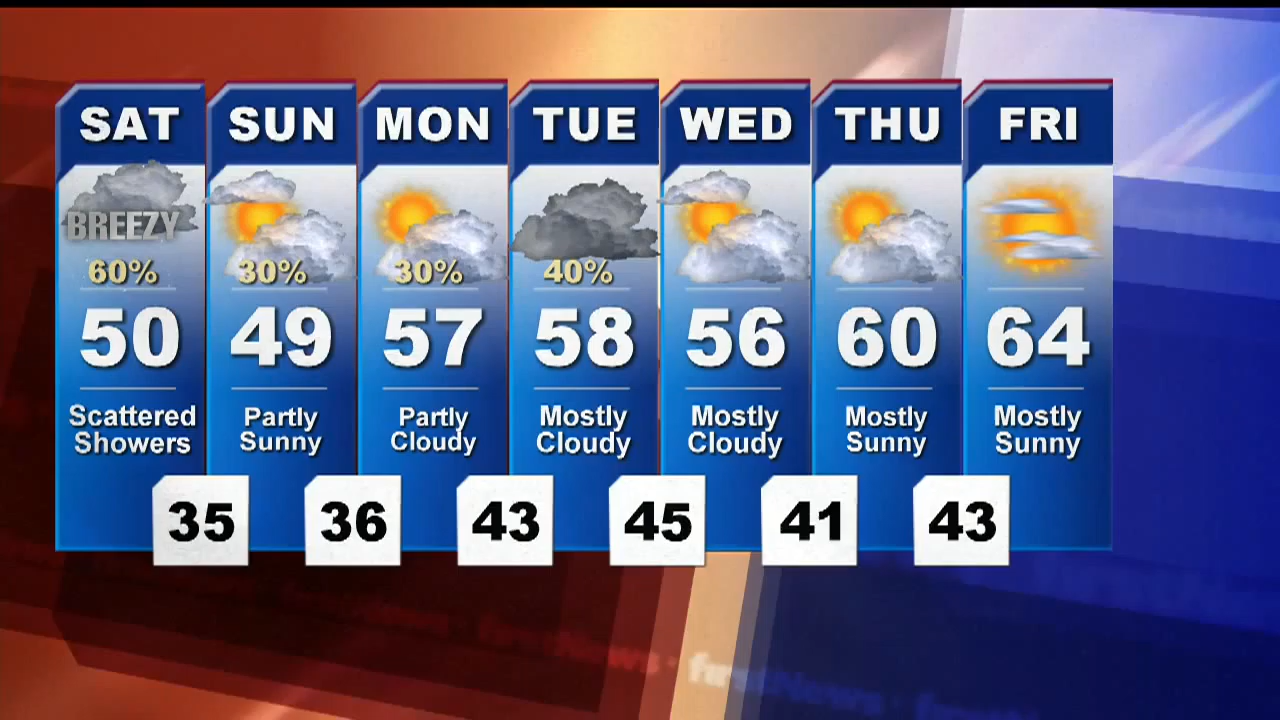 SAT SUN MON TUE WED THU FRI
BREEZY
60% 30% 30% 40%
50 49 57 58 56 60 64
Scattered Partly Partly Mostly Mostly Mostly Mostly
Showers Sunny Cloudy Cloudy Cloudy Sunny Sunny
35 36 43 45 41 43
firstNews